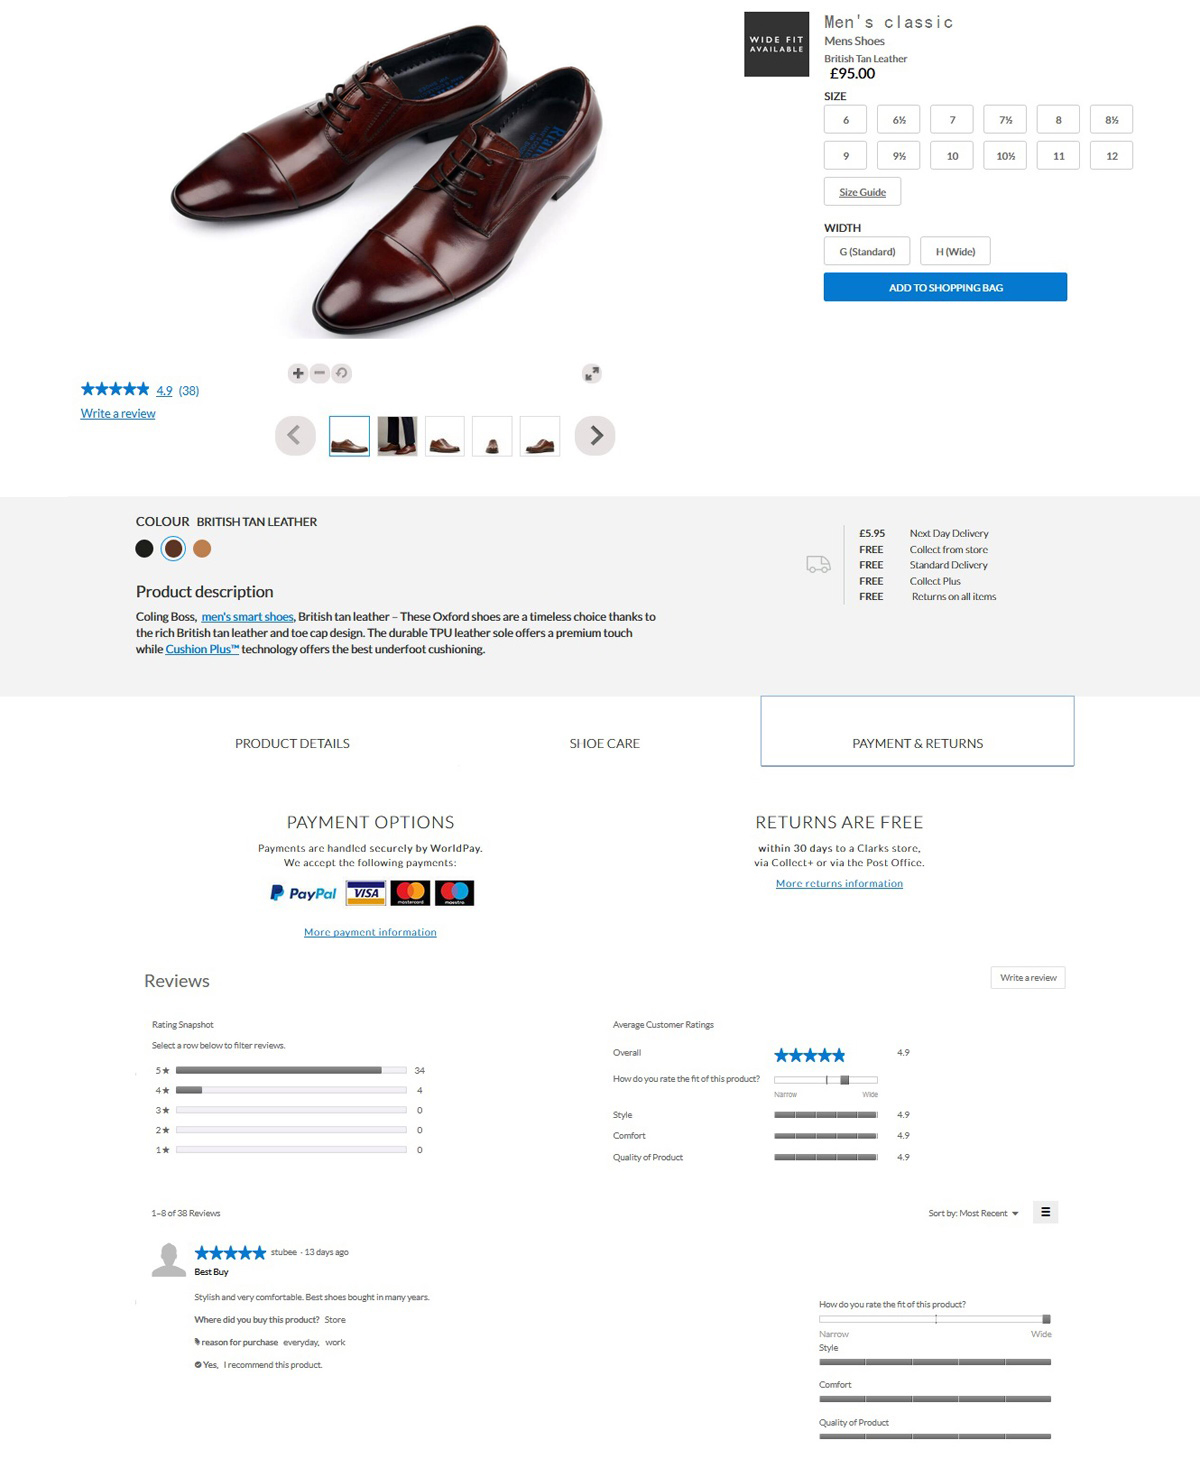 WIDE FIT
AVAILABLE
Men's classic
Mens Shoes
British Tan Leather
£95.00
SIZE
6 6½ 7 7½ 8 8½
9 9½ 10 10½ 11 12
Size Guide
WIDTH
G (Standard) H (Wide)
ADD TO SHOPPING BAG
4.9 (38)
Write a review
COLOUR BRITISH TAN LEATHER
Product description
Coling Boss, men's smart shoes, British tan leather – These Oxford shoes are a timeless choice thanks to
the rich British tan leather and toe cap design. The durable TPU leather sole offers a premium touch
while Cushion Plus™ technology offers the best underfoot cushioning.
£5.95 Next Day Delivery
FREE Collect from store
FREE Standard Delivery
FREE Collect Plus
FREE Returns on all items
PRODUCT DETAILS
SHOE CARE
PAYMENT & RETURNS
PAYMENT OPTIONS
Payments are handled securely by WorldPay.
We accept the following payments:
PayPal VISA mastercard maestro
More payment information
RETURNS ARE FREE
within 30 days to a Clarks store,
via Collect+ or via the Post Office.
More returns information
Reviews
Write a review
Rating Snapshot
Select a row below to filter reviews.
5★ 34
4★ 4
3★ 0
2★ 0
1★ 0
Average Customer Ratings
Overall 4.9
How do you rate the fit of this product?
Narrow Wide
Style 4.9
Comfort 4.9
Quality of Product 4.9
1–8 of 38 Reviews
Sort by: Most Recent
stubee · 13 days ago
Best Buy
Stylish and very comfortable. Best shoes bought in many years.
Where did you buy this product? Store
reason for purchase everyday, work
Yes, I recommend this product.
How do you rate the fit of this product?
Narrow Wide
Style
Comfort
Quality of Product